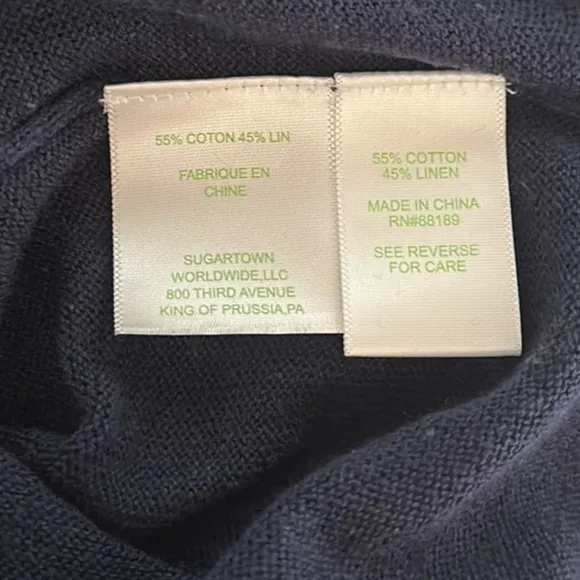 55% COTON 45% LIN
FABRIQUE EN
CHINE
SUGARTOWN
WORLDWIDE,LLC
800 THIRD AVENUE
KING OF PRUSSIA,PA
55% COTTON
45% LINEN
MADE IN CHINA
RN#88189
SEE REVERSE
FOR CARE